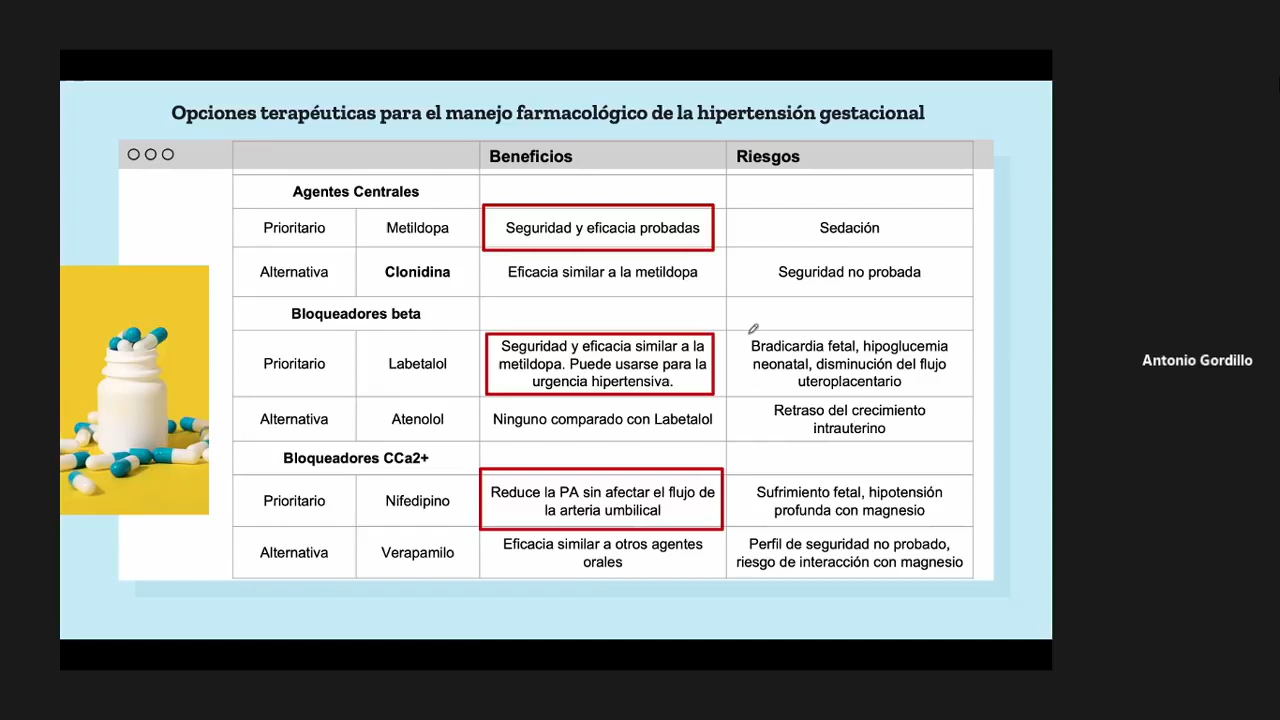 Opciones terapéuticas para el manejo farmacológico de la hipertensión gestacional
Beneficios
Riesgos
Agentes Centrales
Prioritario
Metildopa
Seguridad y eficacia probadas
Sedación
Alternativa
Clonidina
Eficacia similar a la metildopa
Seguridad no probada
Bloqueadores beta
Prioritario
Labetalol
Seguridad y eficacia similar a la
metildopa. Puede usarse para la
urgencia hipertensiva.
Bradicardia fetal, hipoglucemia
neonatal, disminución del flujo
uteroplacentario
Alternativa
Atenolol
Ninguno comparado con Labetalol
Retraso del crecimiento
intrauterino
Bloqueadores CCa2+
Prioritario
Nifedipino
Reduce la PA sin afectar el flujo de
la arteria umbilical
Sufrimiento fetal, hipotensión
profunda con magnesio
Alternativa
Verapamilo
Eficacia similar a otros agentes
orales
Perfil de seguridad no probado,
riesgo de interacción con magnesio
Antonio Gordillo